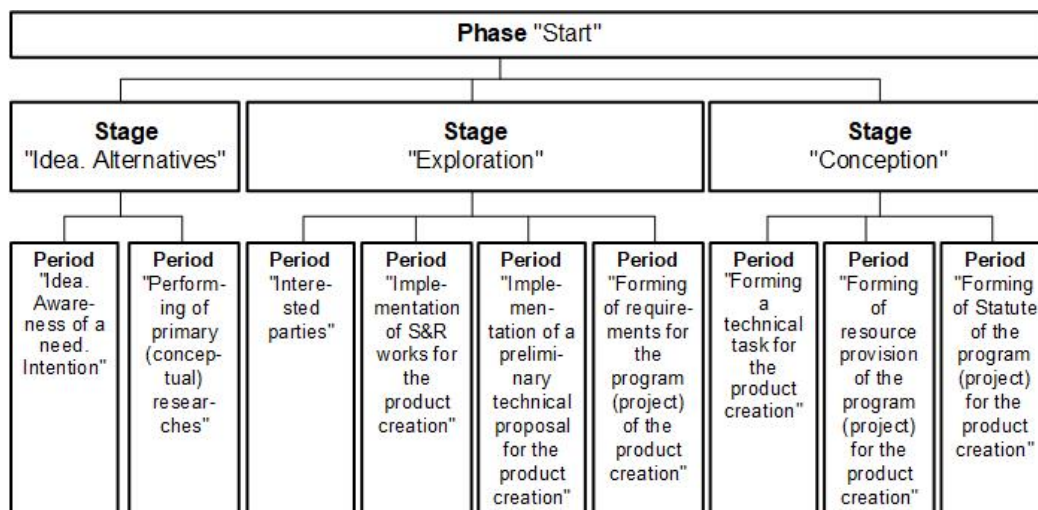 Phase "Start"
Stage
"Idea. Alternatives"
Stage
"Exploration"
Stage
"Conception"
Period
"Idea.
Aware-
ness of a
need.
Intention"
Period
"Perform-
ing of
primary
(concep-
tual)
resear-
ches"
Period
"Intere-
sted
parties"
Period
"Imple-
mentation
of S&R
works for
the
product
creation"
Period
"Imple-
men-
tation of a
prelimi-
nary
technical
proposal
for the
product
creation"
Period
"Forming
of require-
ments for
the
program
(project)
of the
product
creation"
Period
"Forming
a
technical
task for
the
product
creation"
Period
"Forming
of
resource
provision
of the
program
(project)
for the
product
creation"
Period
"Forming
of Statute
of the
program
(project)
for the
product
creation"